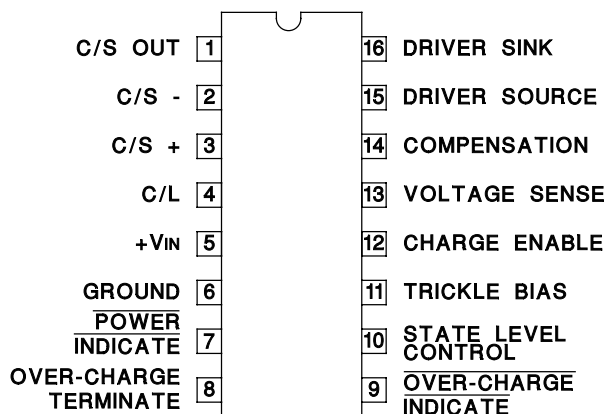 C/S OUT 1 16 DRIVER SINK
C/S - 2 15 DRIVER SOURCE
C/S + 3 14 COMPENSATION
C/L 4 13 VOLTAGE SENSE
+VIN 5 12 CHARGE ENABLE
GROUND 6 11 TRICKLE BIAS
POWER
INDICATE 7
10 STATE LEVEL
CONTROL
OVER-CHARGE
TERMINATE 8
9 OVER-CHARGE
INDICATE